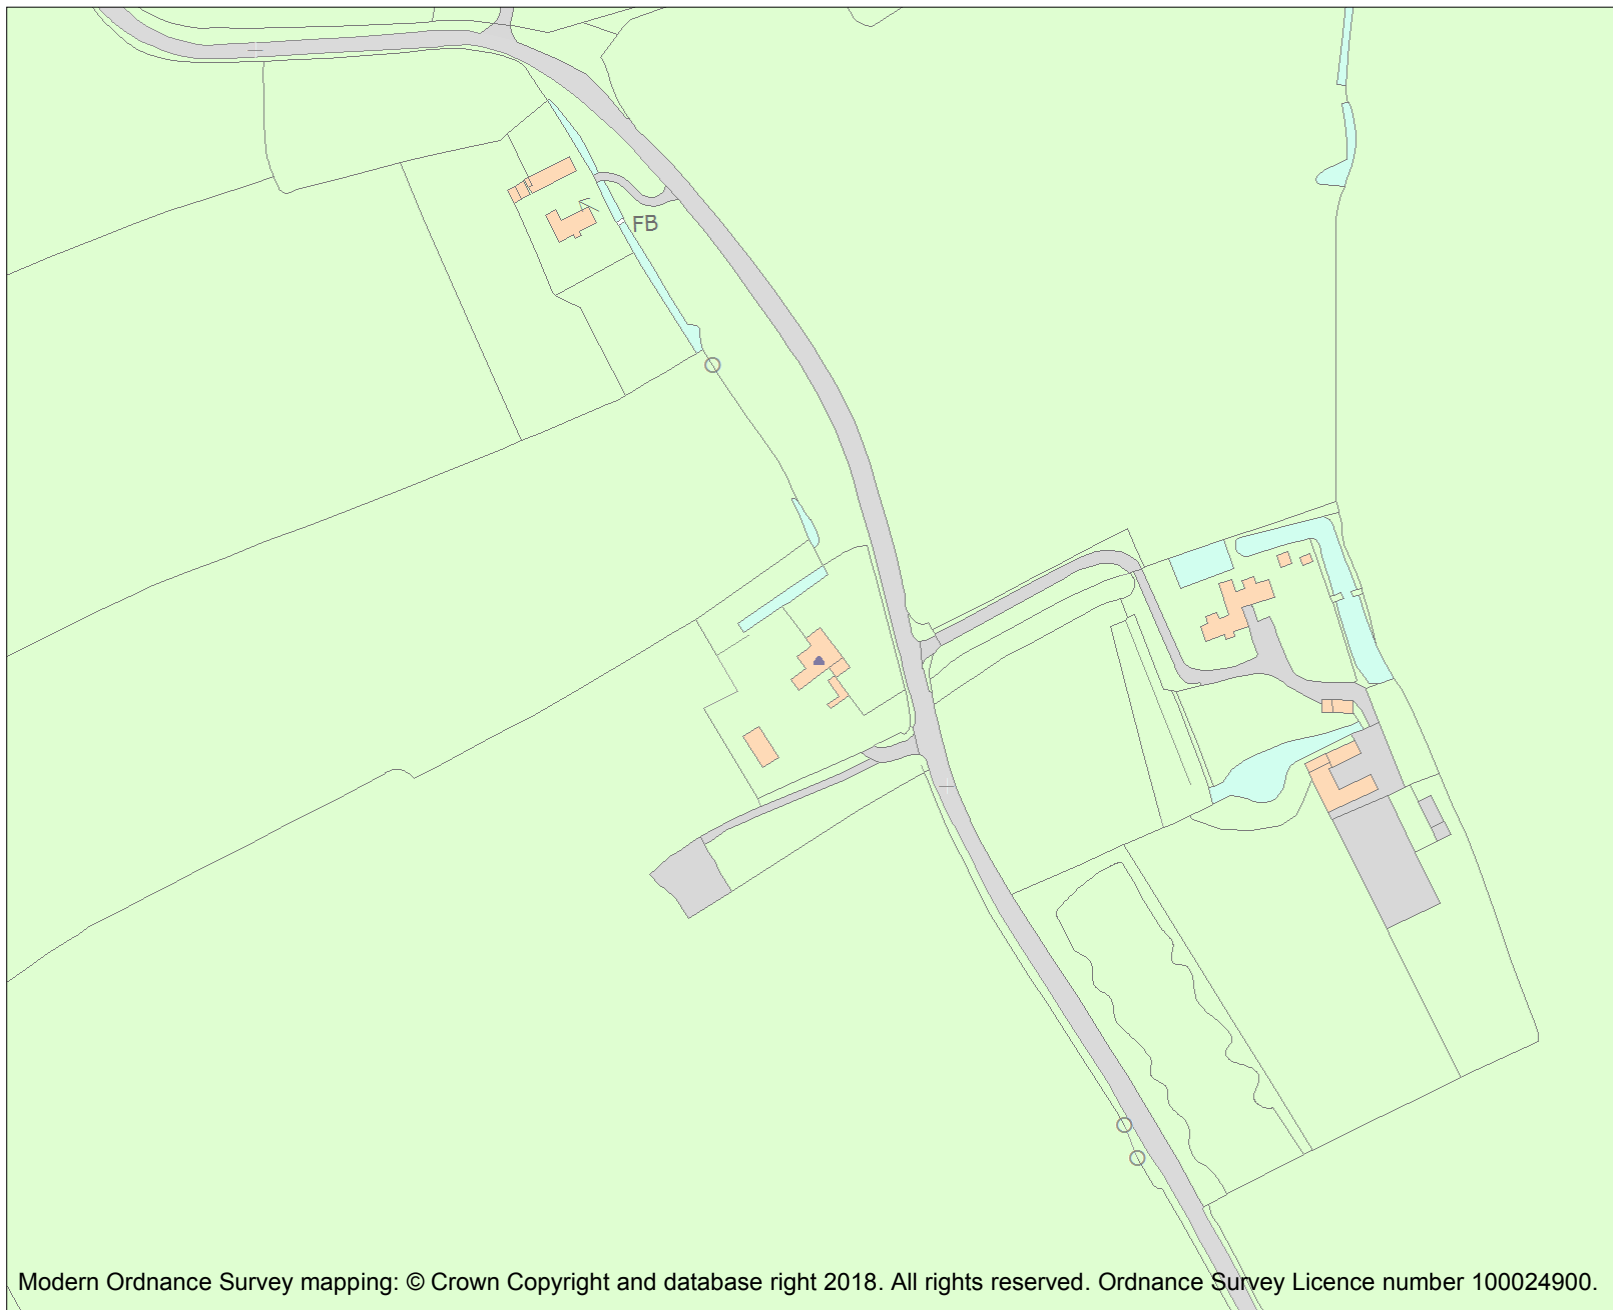 FB
Modern Ordnance Survey mapping: © Crown Copyright and database right 2018. All rights reserved. Ordnance Survey Licence number 100024900.